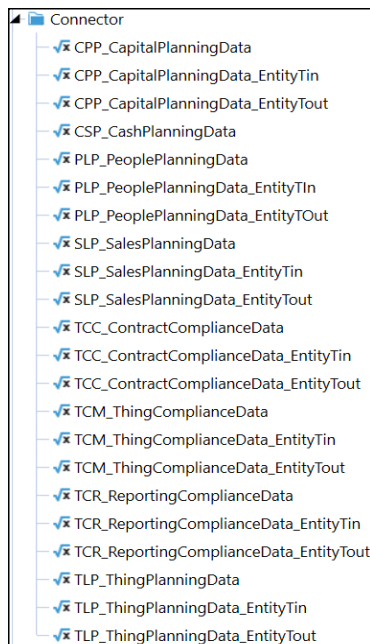 Connector
CPP_CapitalPlanningData
CPP_CapitalPlanningData_EntityTin
CPP_CapitalPlanningData_EntityTout
CSP_CashPlanningData
PLP_PeoplePlanningData
PLP_PeoplePlanningData_EntityTIn
PLP_PeoplePlanningData_EntityTOut
SLP_SalesPlanningData
SLP_SalesPlanningData_EntityTin
SLP_SalesPlanningData_EntityTout
TCC_ContractComplianceData
TCC_ContractComplianceData_EntityTin
TCC_ContractComplianceData_EntityTout
TCM_ThingComplianceData
TCM_ThingComplianceData_EntityTin
TCM_ThingComplianceData_EntityTout
TCR_ReportingComplianceData
TCR_ReportingComplianceData_EntityTin
TCR_ReportingComplianceData_EntityTout
TLP_ThingPlanningData
TLP_ThingPlanningData_EntityTin
TLP_ThingPlanningData_EntityTout